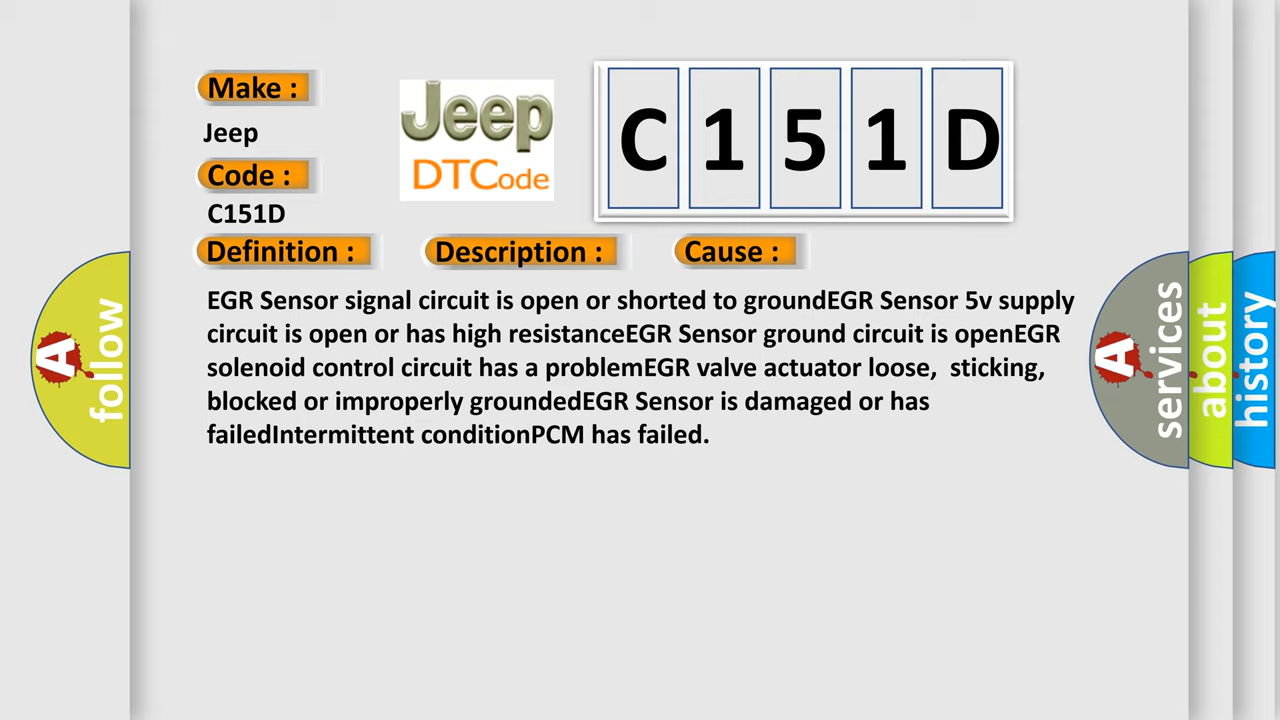 Make :
Jeep
Code :
C151D
Jeep
DTCode
C 1 5 1 D
Definition :
Description :
Cause :
EGR Sensor signal circuit is open or shorted to groundEGR Sensor 5v supply
circuit is open or has high resistanceEGR Sensor ground circuit is openEGR
solenoid control circuit has a problemEGR valve actuator loose, sticking,
blocked or improperly groundedEGR Sensor is damaged or has
failedIntermittent conditionPCM has failed.
A
follow
A
services
about
history